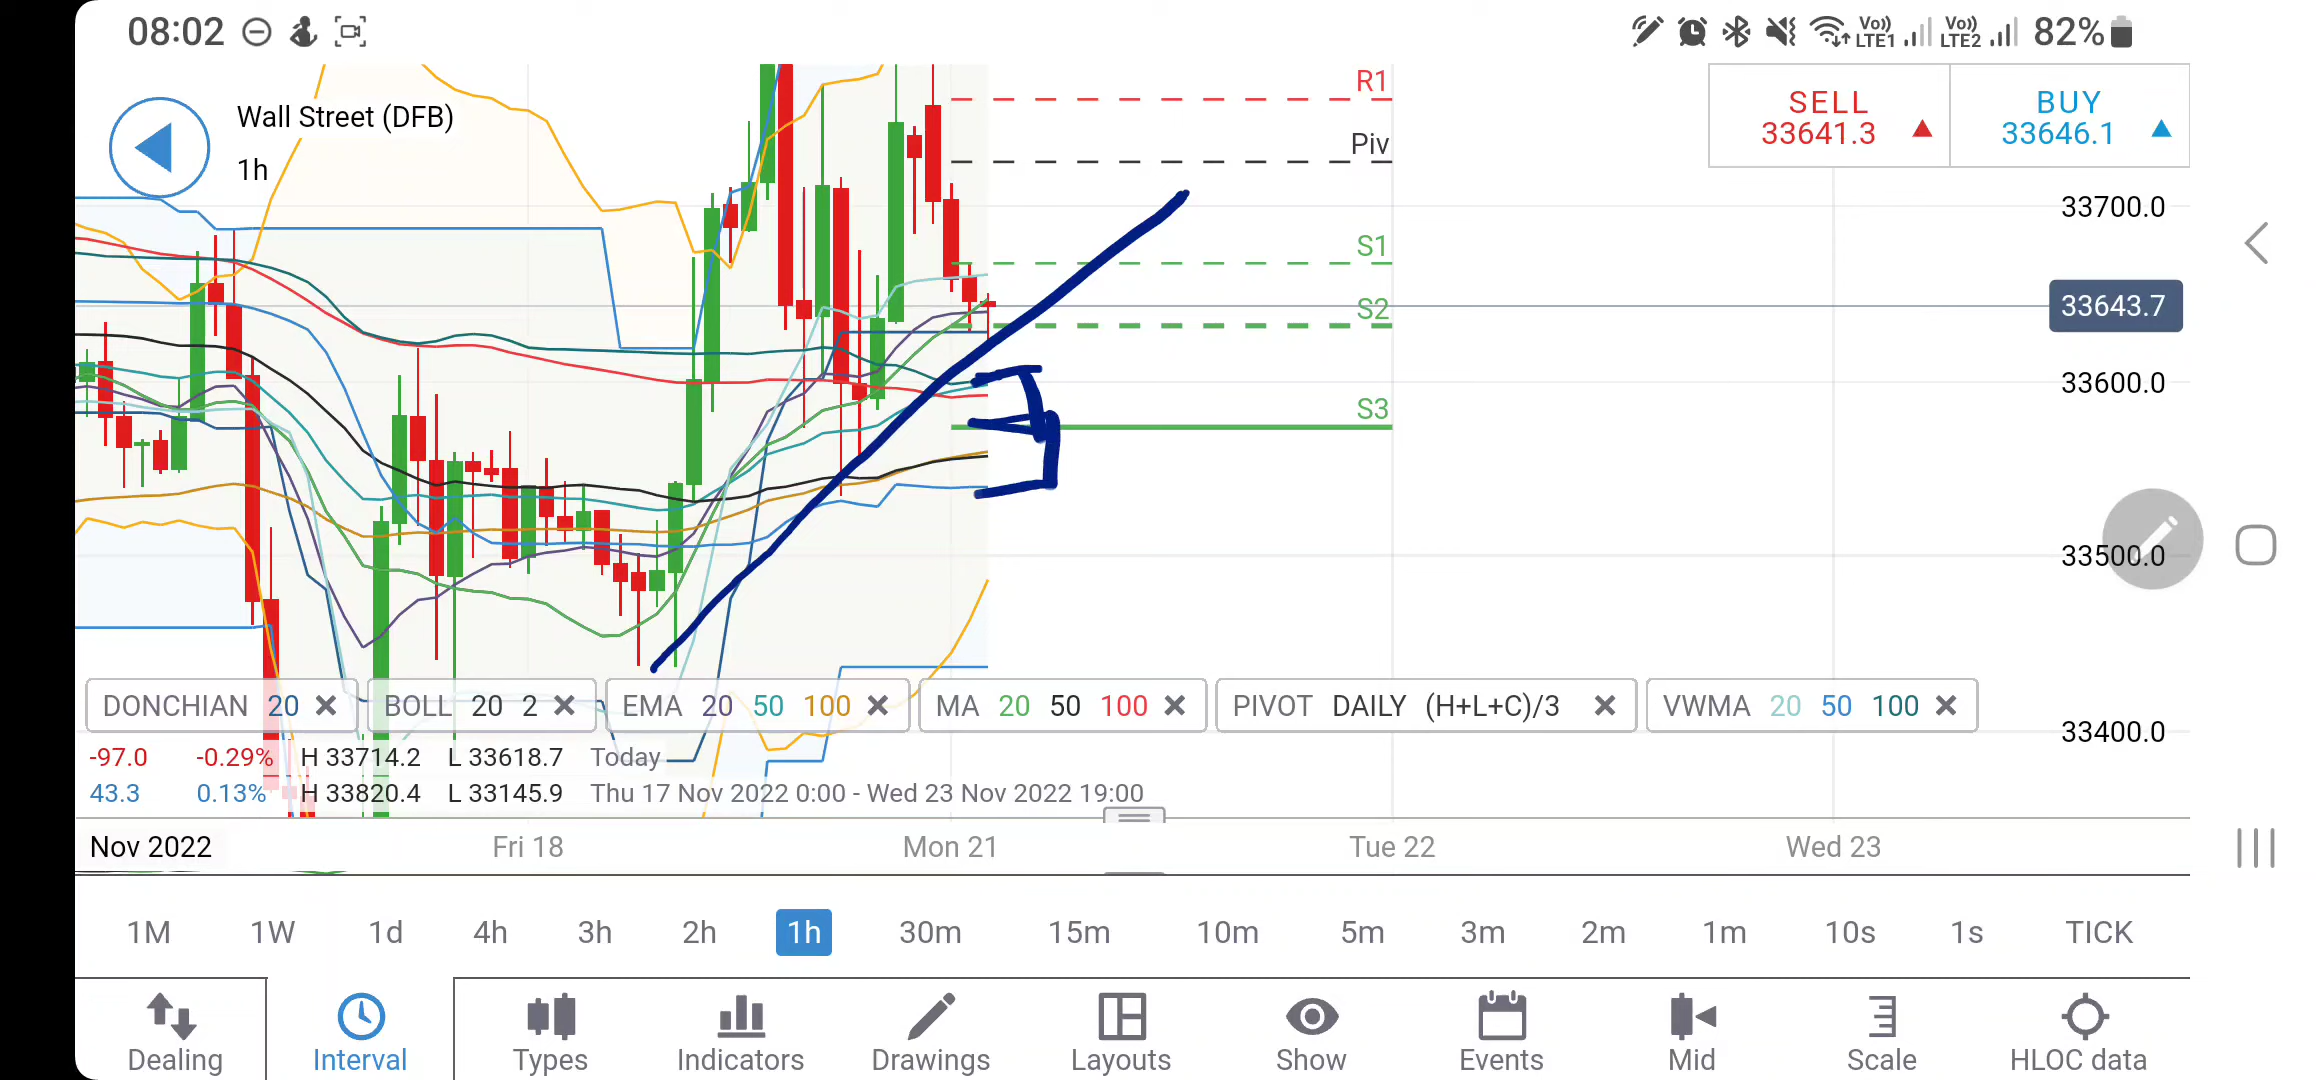 08:02
Vo)) LTE1 Vo)) LTE2 82%
Wall Street (DFB)
1h
R1
Piv
S1
S2
S3
SELL
33641.3
BUY
33646.1
33700.0
33643.7
33600.0
33500.0
33400.0
DONCHIAN 20 BOLL 20 2 EMA 20 50 100 MA 20 50 100 PIVOT DAILY (H+L+C)/3 VWMA 20 50 100
-97.0 -0.29% H 33714.2 L 33618.7 Today
43.3 0.13% H 33820.4 L 33145.9 Thu 17 Nov 2022 0:00 - Wed 23 Nov 2022 19:00
Nov 2022 Fri 18 Mon 21 Tue 22 Wed 23
1M 1W 1d 4h 3h 2h 1h 30m 15m 10m 5m 3m 2m 1m 10s 1s TICK
Dealing Interval Types Indicators Drawings Layouts Show Events Mid Scale HLOC data